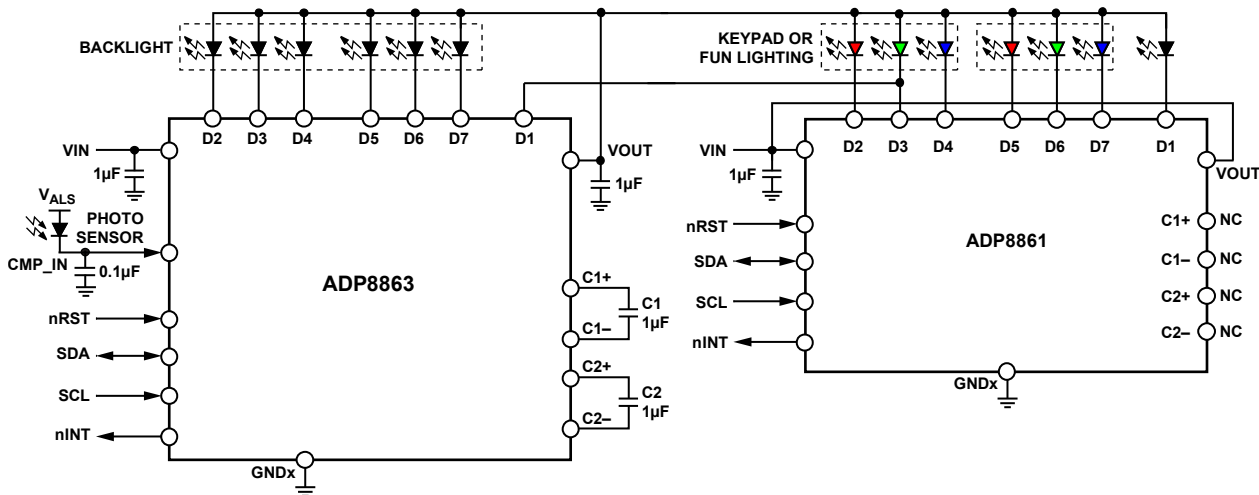 BACKLIGHT
KEYPAD OR
FUN LIGHTING
D2 D3 D4 D5 D6 D7 D1
VIN
1µF
VALS
PHOTO
SENSOR
CMP_IN
0.1µF
nRST
SDA
SCL
nINT
ADP8863
VOUT
1µF
C1+
C1
1µF
C1–
C2+
C2
1µF
C2–
GNDx
D2 D3 D4 D5 D6 D7 D1
VIN
1µF
nRST
SDA
SCL
nINT
ADP8861
VOUT
C1+ NC
C1– NC
C2+ NC
C2– NC
GNDx